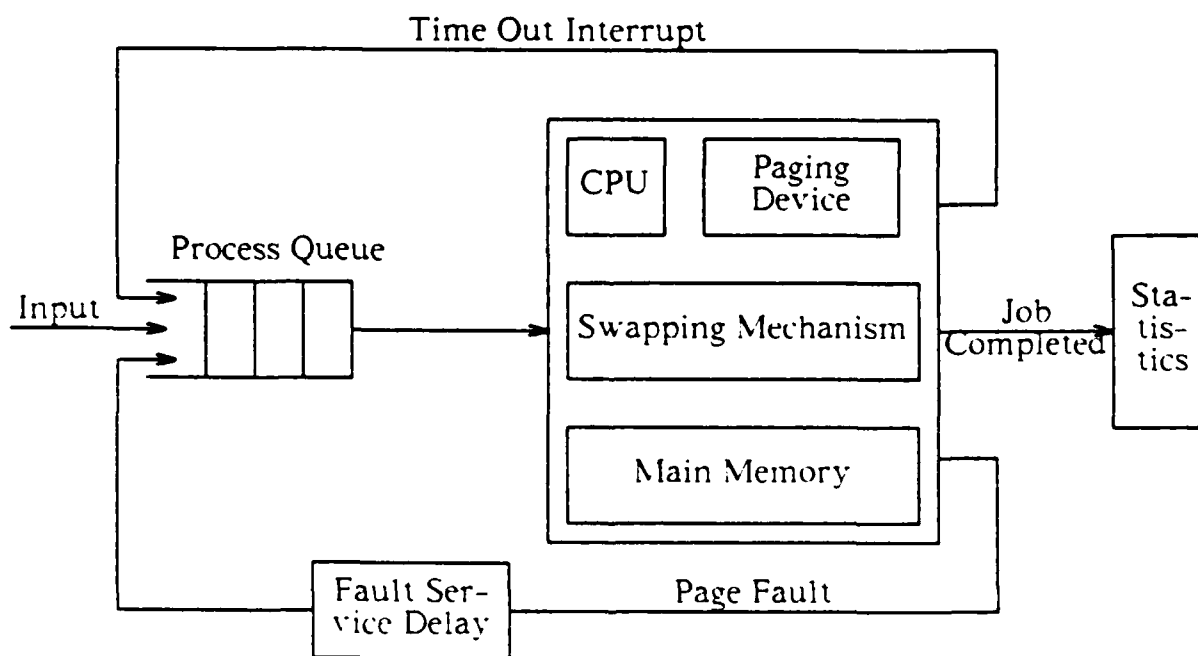 Time Out Interrupt
CPU
Paging
Device
Process Queue
Input
Swapping Mechanism
Job
Completed
Sta-
tis-
tics
Main Memory
Fault Ser-
vice Delay
Page Fault